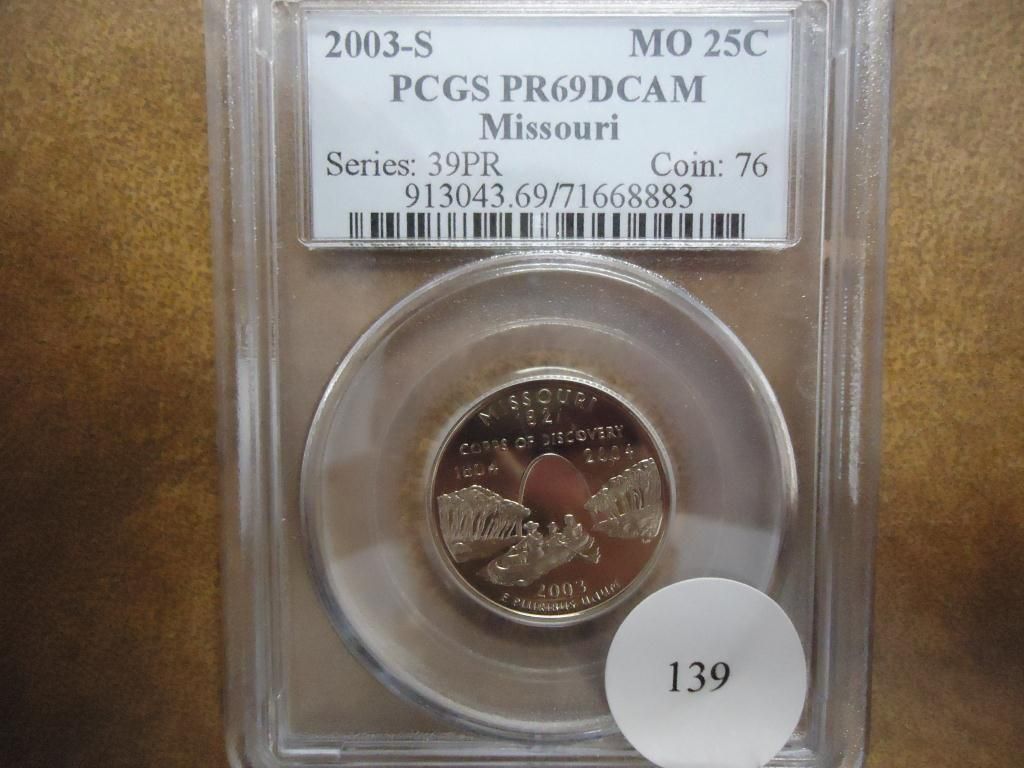 2003-S MO 25C
PCGS PR69DCAM
Missouri
Series: 39PR Coin: 76
913043.69/71668883
MISSOURI
1821
CORPS OF DISCOVERY
1804 2004
2003
E PLURIBUS UNUM
139